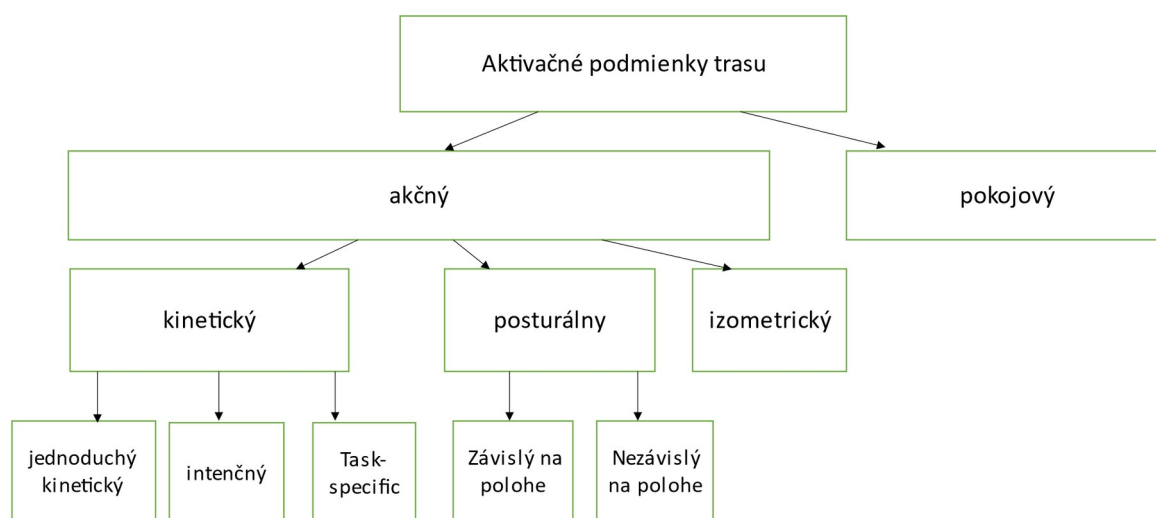 Aktivačné podmienky trasu
akčný
pokojový
kinetický
posturálny
izometrický
jednoduchý
kinetický
intenčný
Task-
specific
Závislý na
polohe
Nezávislý
na polohe